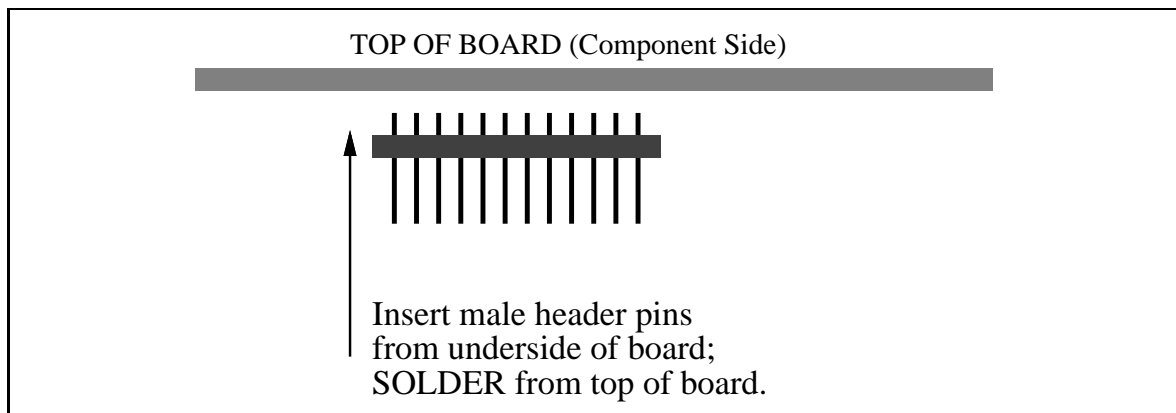 TOP OF BOARD (Component Side)
Insert male header pins
from underside of board;
SOLDER from top of board.